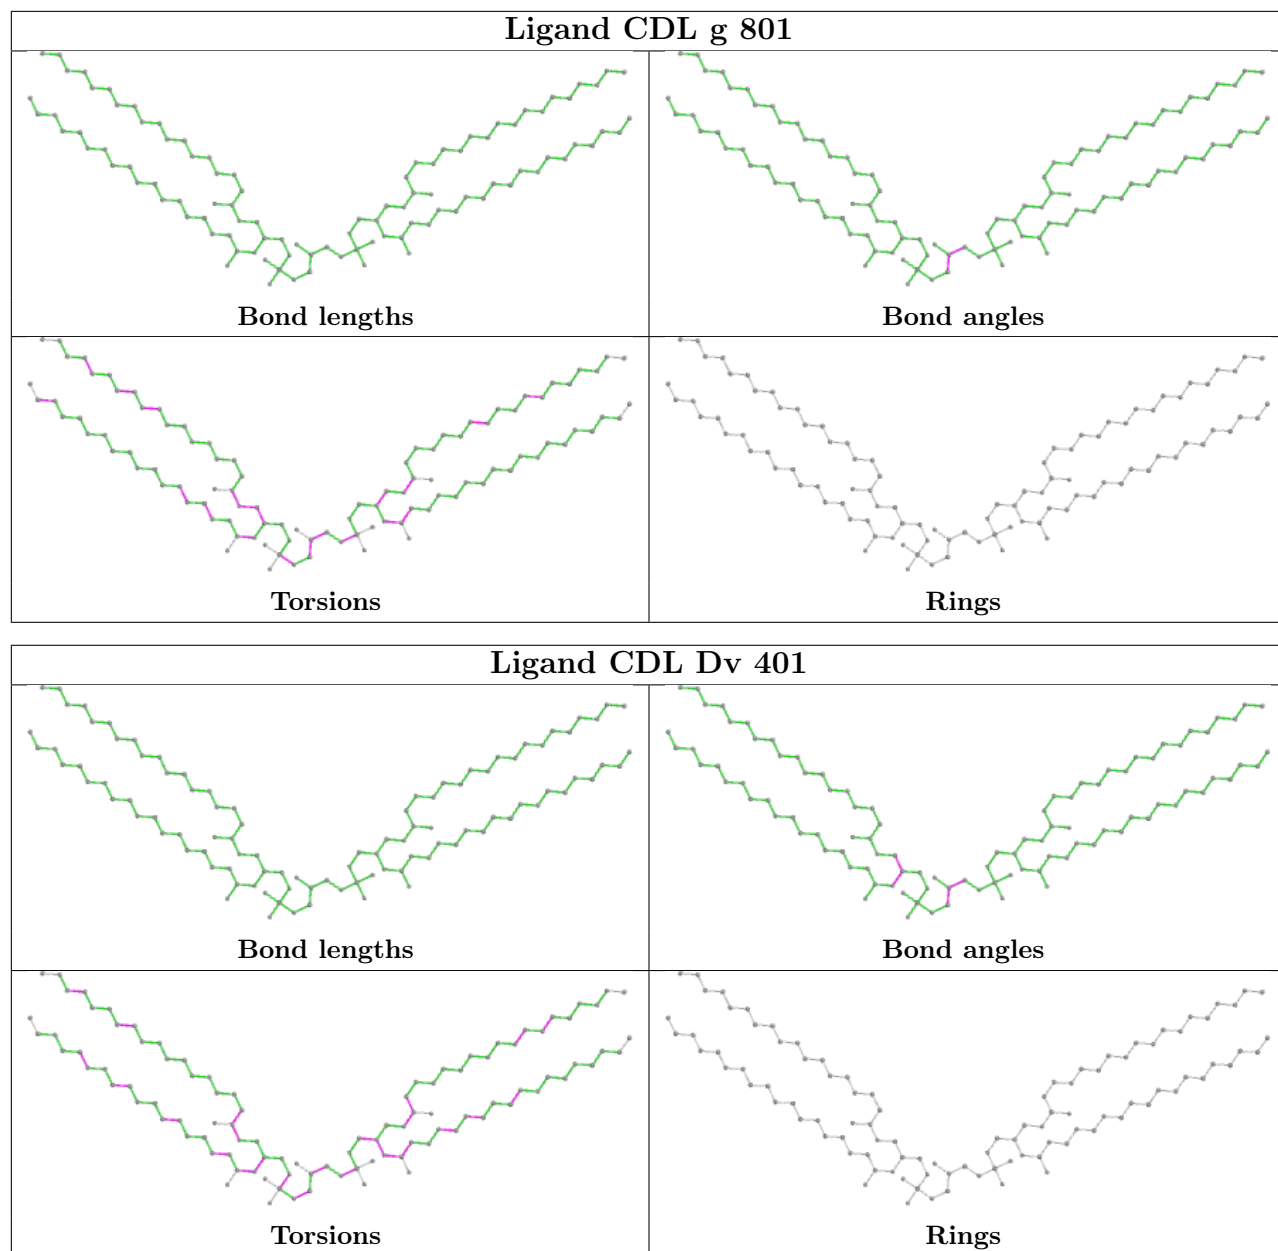 Ligand CDL g 801
Bond lengths
Bond angles
Torsions
Rings
Ligand CDL Dv 401
Bond lengths
Bond angles
Torsions
Rings